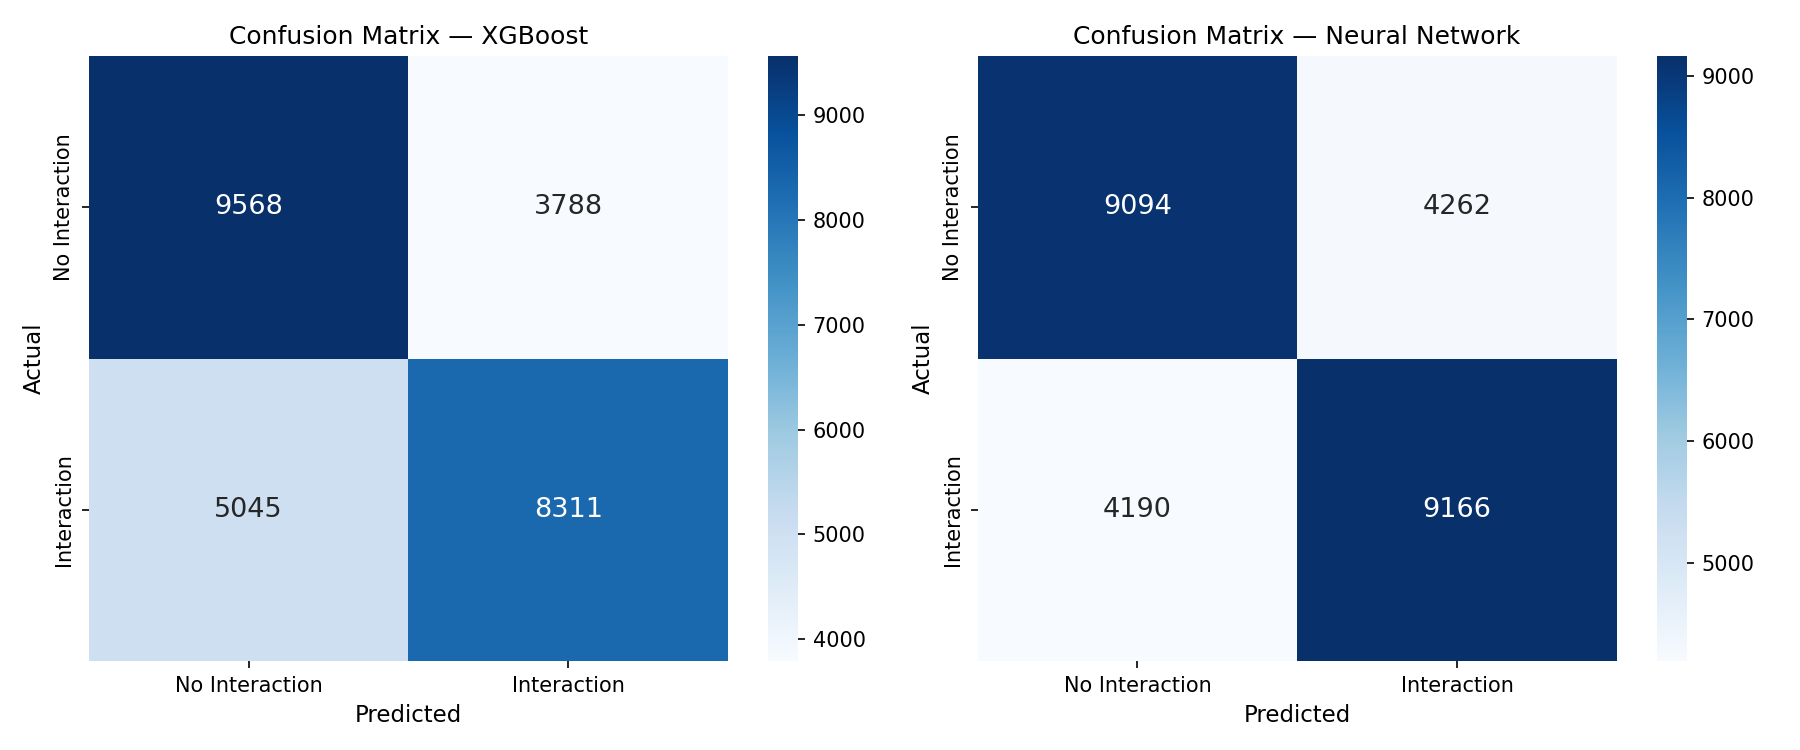 Confusion Matrix — XGBoost
No Interaction
Interaction
Actual
9568
3788
5045
8311
No Interaction
Interaction
Predicted
9000
8000
7000
6000
5000
4000
Confusion Matrix — Neural Network
No Interaction
Interaction
Actual
9094
4262
4190
9166
No Interaction
Interaction
Predicted
9000
8000
7000
6000
5000